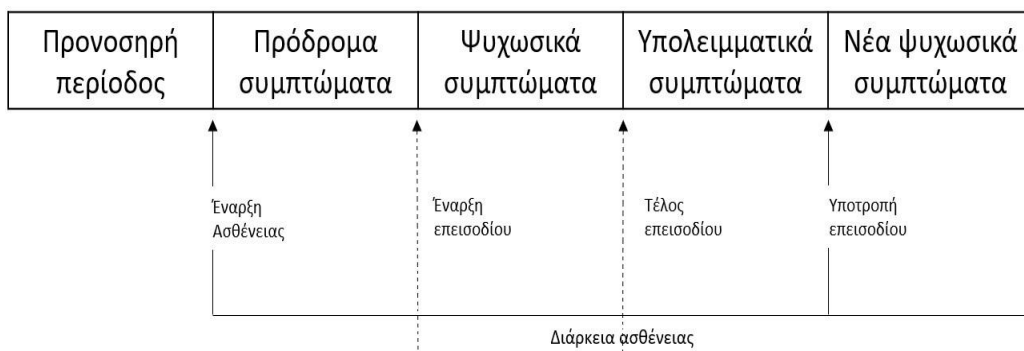 Προνοσηρή περίοδος
Πρόδρομα συμπτώματα
Ψυχωσικά συμπτώματα
Υπολειμματικά συμπτώματα
Νέα ψυχωσικά συμπτώματα
Έναρξη Ασθένειας
Έναρξη επεισοδίου
Τέλος επεισοδίου
Υποτροπή επεισοδίου
Διάρκεια ασθένειας